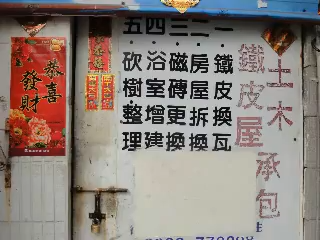 土木
鐵皮屋承包
一 鐵皮換瓦
二 房屋拆換
三 磁磚更換
四 浴室增建
五 砍樹整理
恭喜
發財